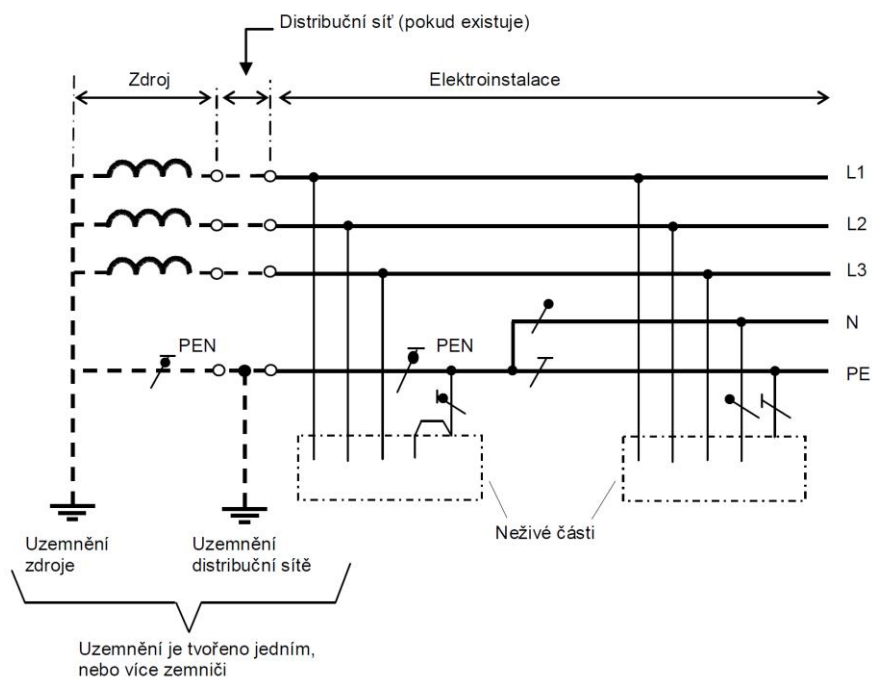 Distribuční síť (pokud existuje)
Zdroj
Elektroinstalace
L1
L2
L3
N
PEN
PEN
PE
Neživé části
Uzemnění
zdroje
Uzemnění
distribuční sítě
Uzemnění je tvořeno jedním,
nebo více zemniči